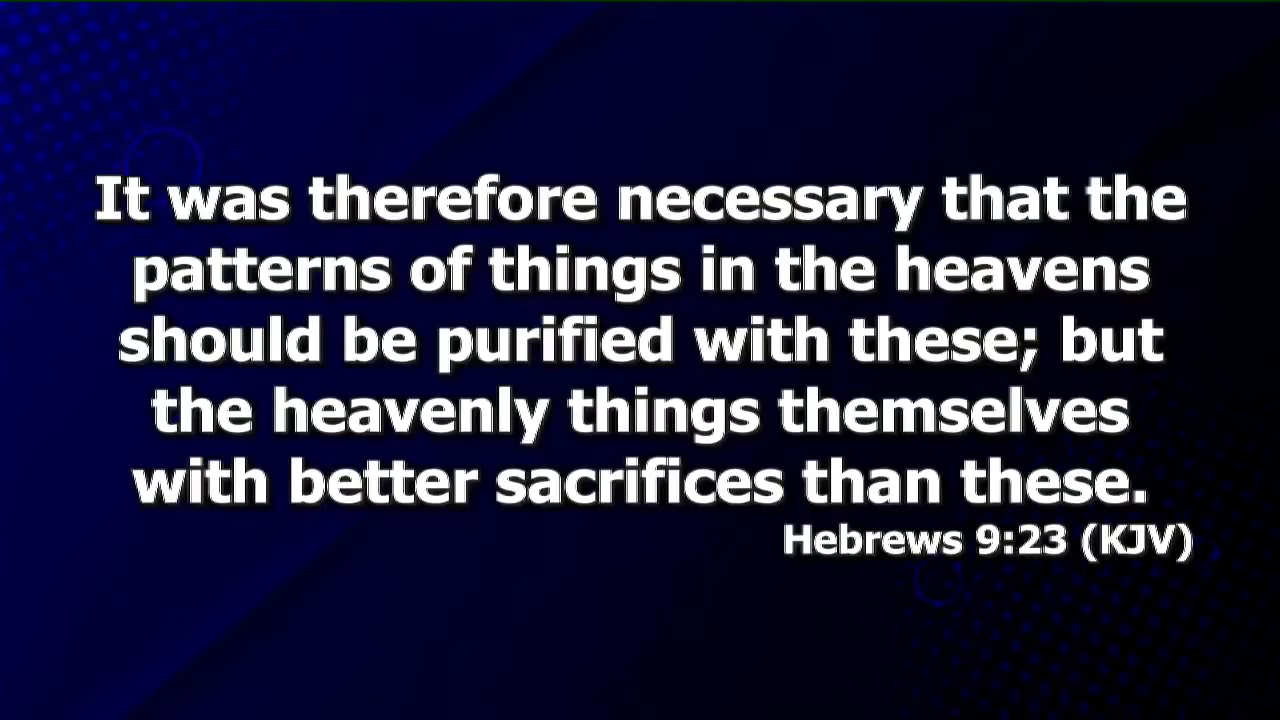 It was therefore necessary that the
patterns of things in the heavens
should be purified with these; but
the heavenly things themselves
with better sacrifices than these.
Hebrews 9:23 (KJV)